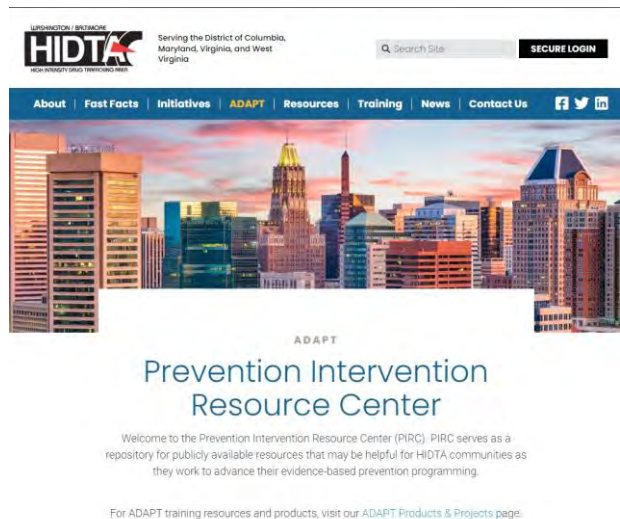 WASHINGTON / BALTIMORE
HIDTA
HIGH INTENSITY DRUG TRAFFICKING AREA
Serving the District of Columbia,
Maryland, Virginia, and West
Virginia
Search Site
SECURE LOGIN
About | Fast Facts | Initiatives | ADAPT | Resources | Training | News | Contact Us
ADAPT
Prevention Intervention
Resource Center
Welcome to the Prevention Intervention Resource Center (PIRC). PIRC serves as a
repository for publicly available resources that may be helpful for HIDTA communities as
they work to advance their evidence-based prevention programming.
For ADAPT training resources and products, visit our ADAPT Products & Projects page.